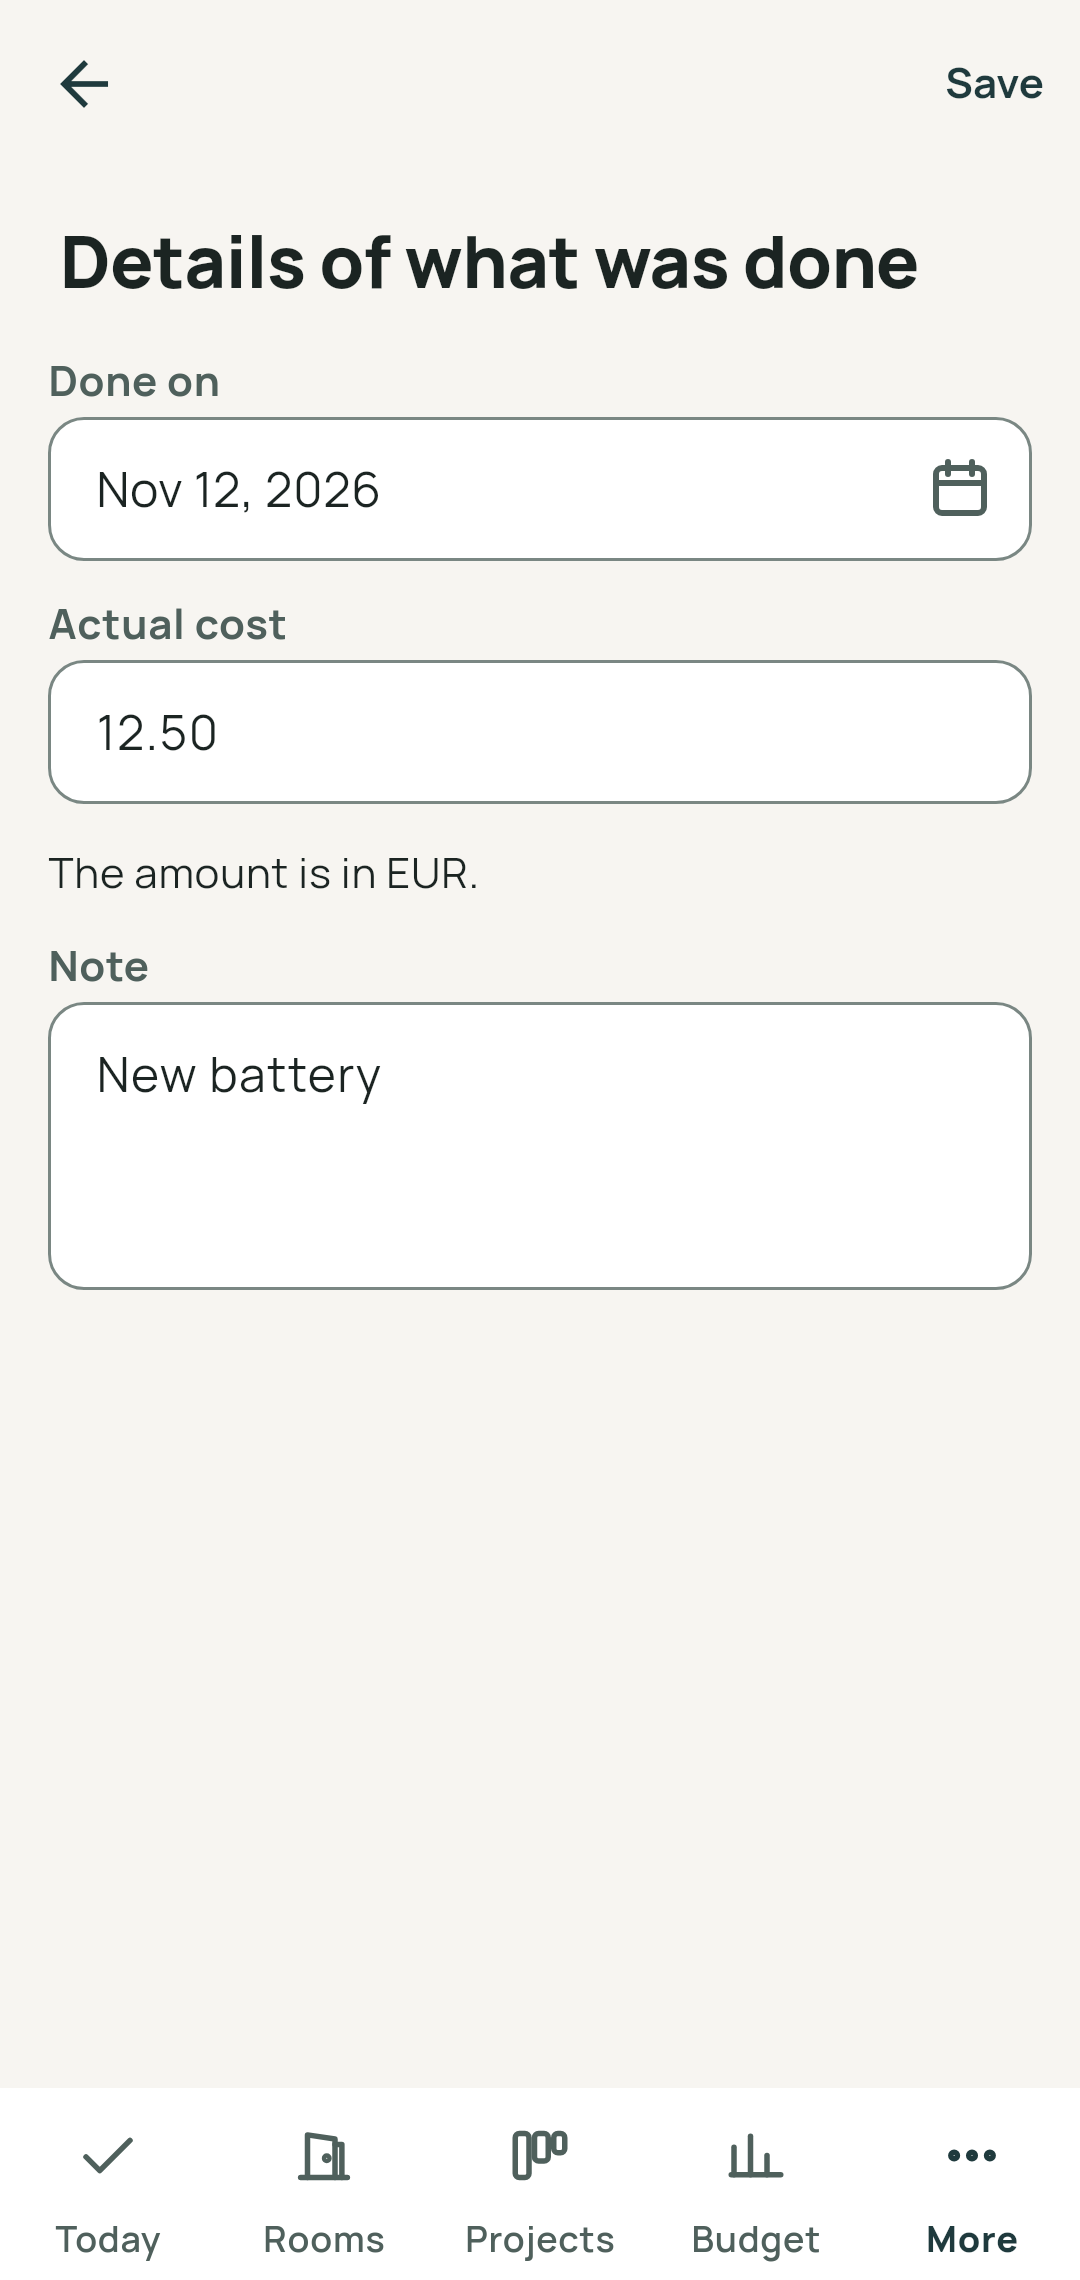 Save
Details of what was done
Done on
Nov 12, 2026
Actual cost
12.50
The amount is in EUR.
Note
New battery
Today
Rooms
Projects
Budget
More